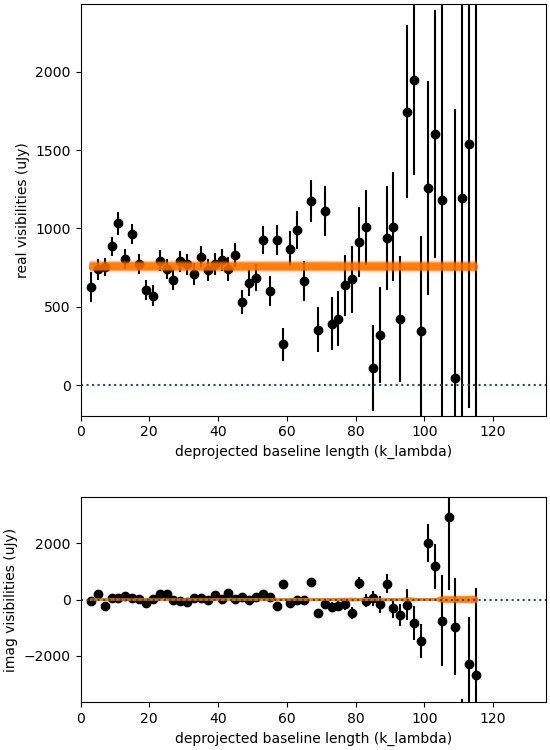 2000
1500
1000
500
0
real visibilities (uJy)
0 20 40 60 80 100 120
deprojected baseline length (k_lambda)
2000
0
−2000
imag visibilities (uJy)
0 20 40 60 80 100 120
deprojected baseline length (k_lambda)